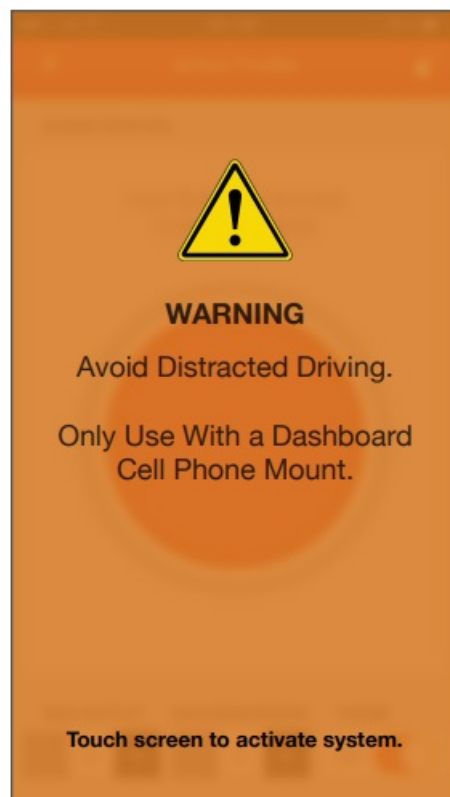 WARNING
Avoid Distracted Driving.
Only Use With a Dashboard
Cell Phone Mount.
Touch screen to activate system.